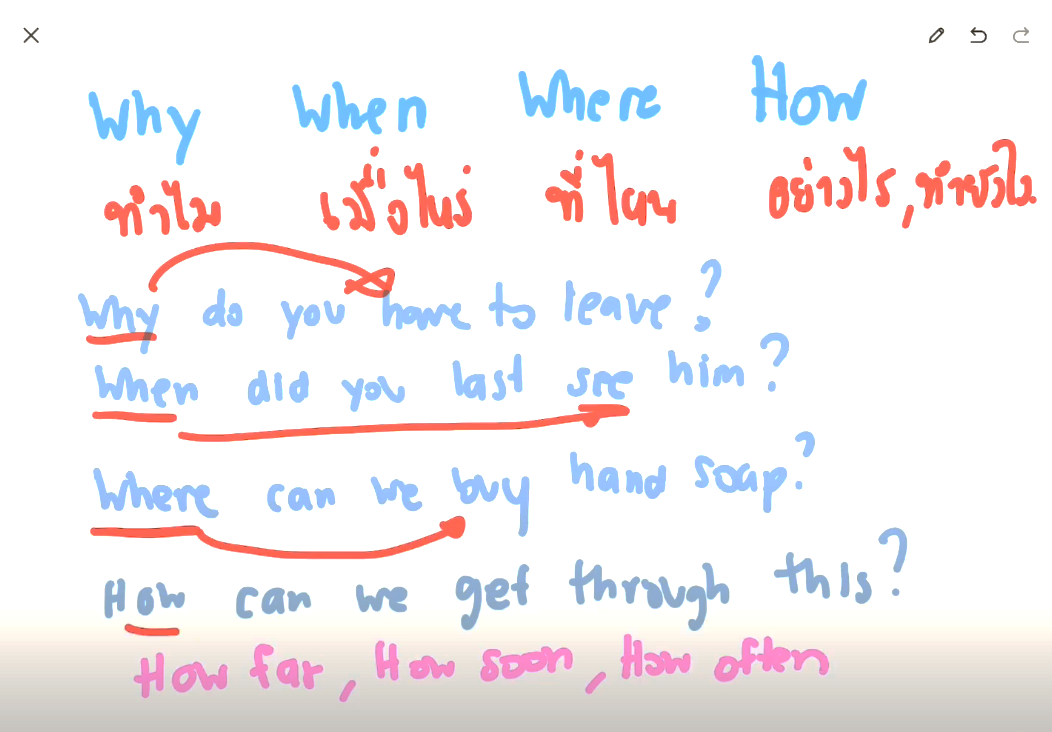 Why When Where How
ทำไม เมื่อไหร่ ที่ไหน อย่างไร, ทำยังไง
Why do you have to leave?
When did you last see him?
Where can we buy hand soap?
How can we get through this?
How far, How soon, How often